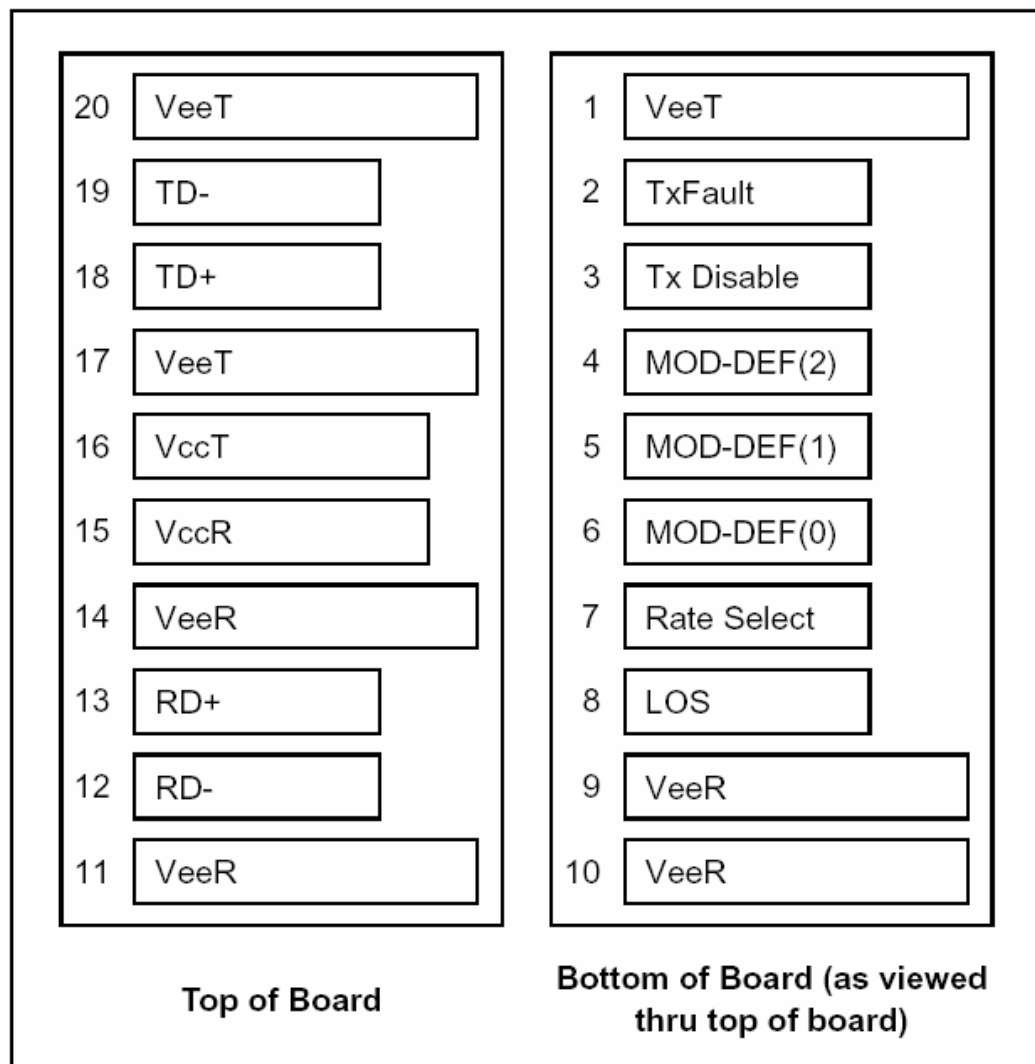 20 VeeT
19 TD-
18 TD+
17 VeeT
16 VccT
15 VccR
14 VeeR
13 RD+
12 RD-
11 VeeR
Top of Board
1 VeeT
2 TxFault
3 Tx Disable
4 MOD-DEF(2)
5 MOD-DEF(1)
6 MOD-DEF(0)
7 Rate Select
8 LOS
9 VeeR
10 VeeR
Bottom of Board (as viewed
thru top of board)